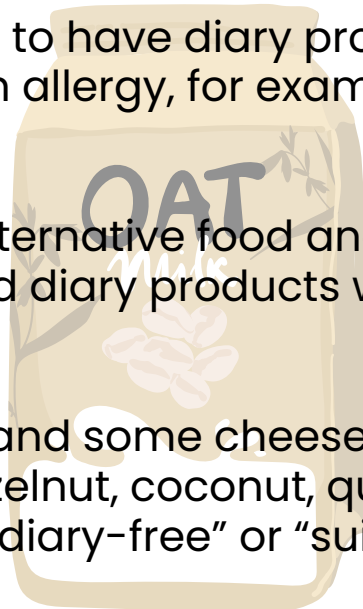 to have diary pro
allergy, for exam
OAT
ternative food an
milk
diary products
and some cheese
zelnut, coconut, qu
diary-free” or “sui